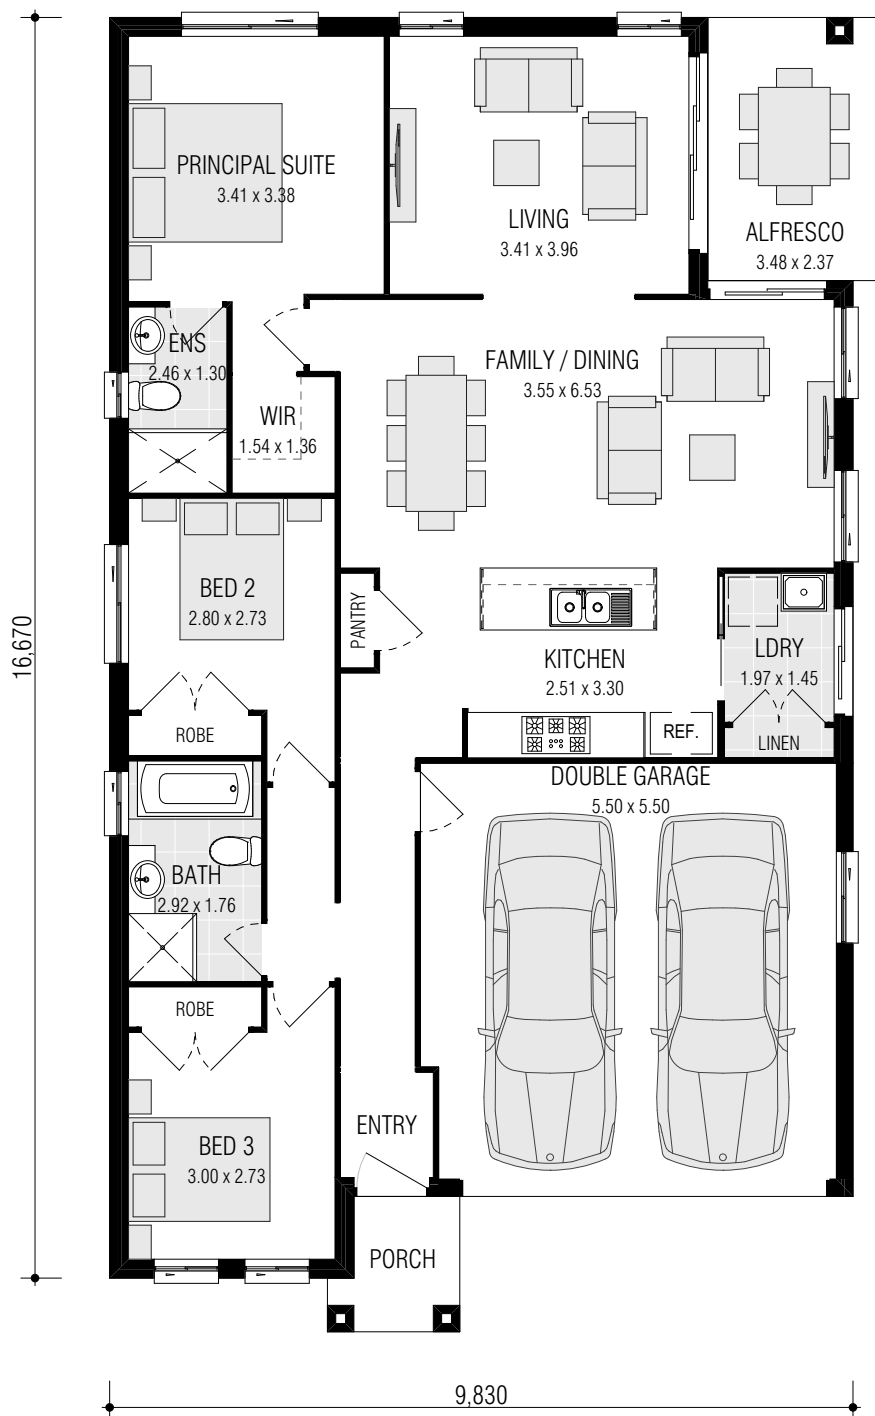 PRINCIPAL SUITE
3.41 x 3.38
LIVING
3.41 x 3.96
ALFRESCO
3.48 x 2.37
ENS
2.46 x 1.30
WIR
1.54 x 1.36
FAMILY / DINING
3.55 x 6.53
BED 2
2.80 x 2.73
PANTRY
KITCHEN
2.51 x 3.30
LDRY
1.97 x 1.45
ROBE
REF.
LINEN
DOUBLE GARAGE
5.50 x 5.50
BATH
2.92 x 1.76
ROBE
ENTRY
BED 3
3.00 x 2.73
PORCH
16,670
9,830